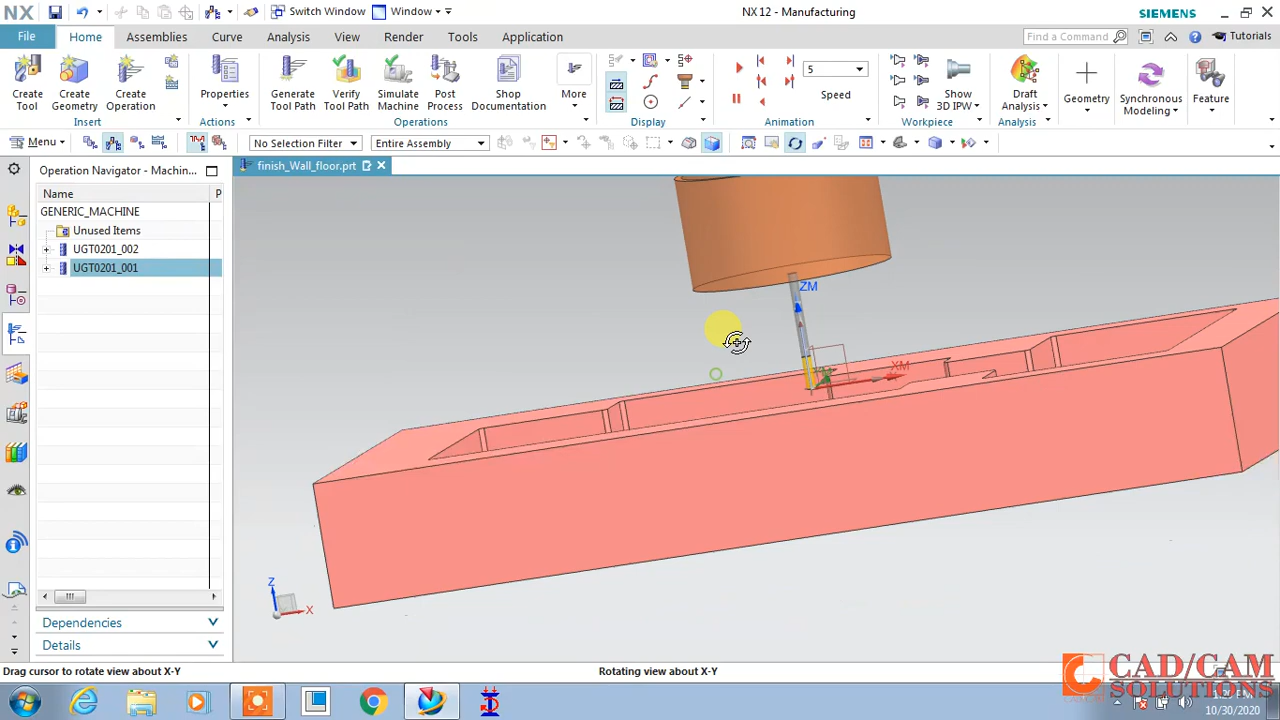 NX
Switch Window
Window
NX 12 - Manufacturing
SIEMENS
File
Home
Assemblies
Curve
Analysis
View
Render
Tools
Application
Find a Command
Tutorials
Create Tool
Create Geometry
Create Operation
Properties
Generate Tool Path
Verify Tool Path
Simulate Machine
Post Process
Shop Documentation
More
5
Speed
Show 3D IPW
Draft Analysis
Geometry
Synchronous Modeling
Feature
Insert
Actions
Operations
Display
Animation
Workpiece
Analysis
Menu
No Selection Filter
Entire Assembly
Operation Navigator - Machin...
finish_Wall_floor.prt
Name
P
GENERIC_MACHINE
Unused Items
UGT0201_002
UGT0201_001
ZM
XM
Z
X
Dependencies
Details
Drag cursor to rotate view about X-Y
Rotating view about X-Y
CAD/CAM
SOLUTIONS
10/30/2020